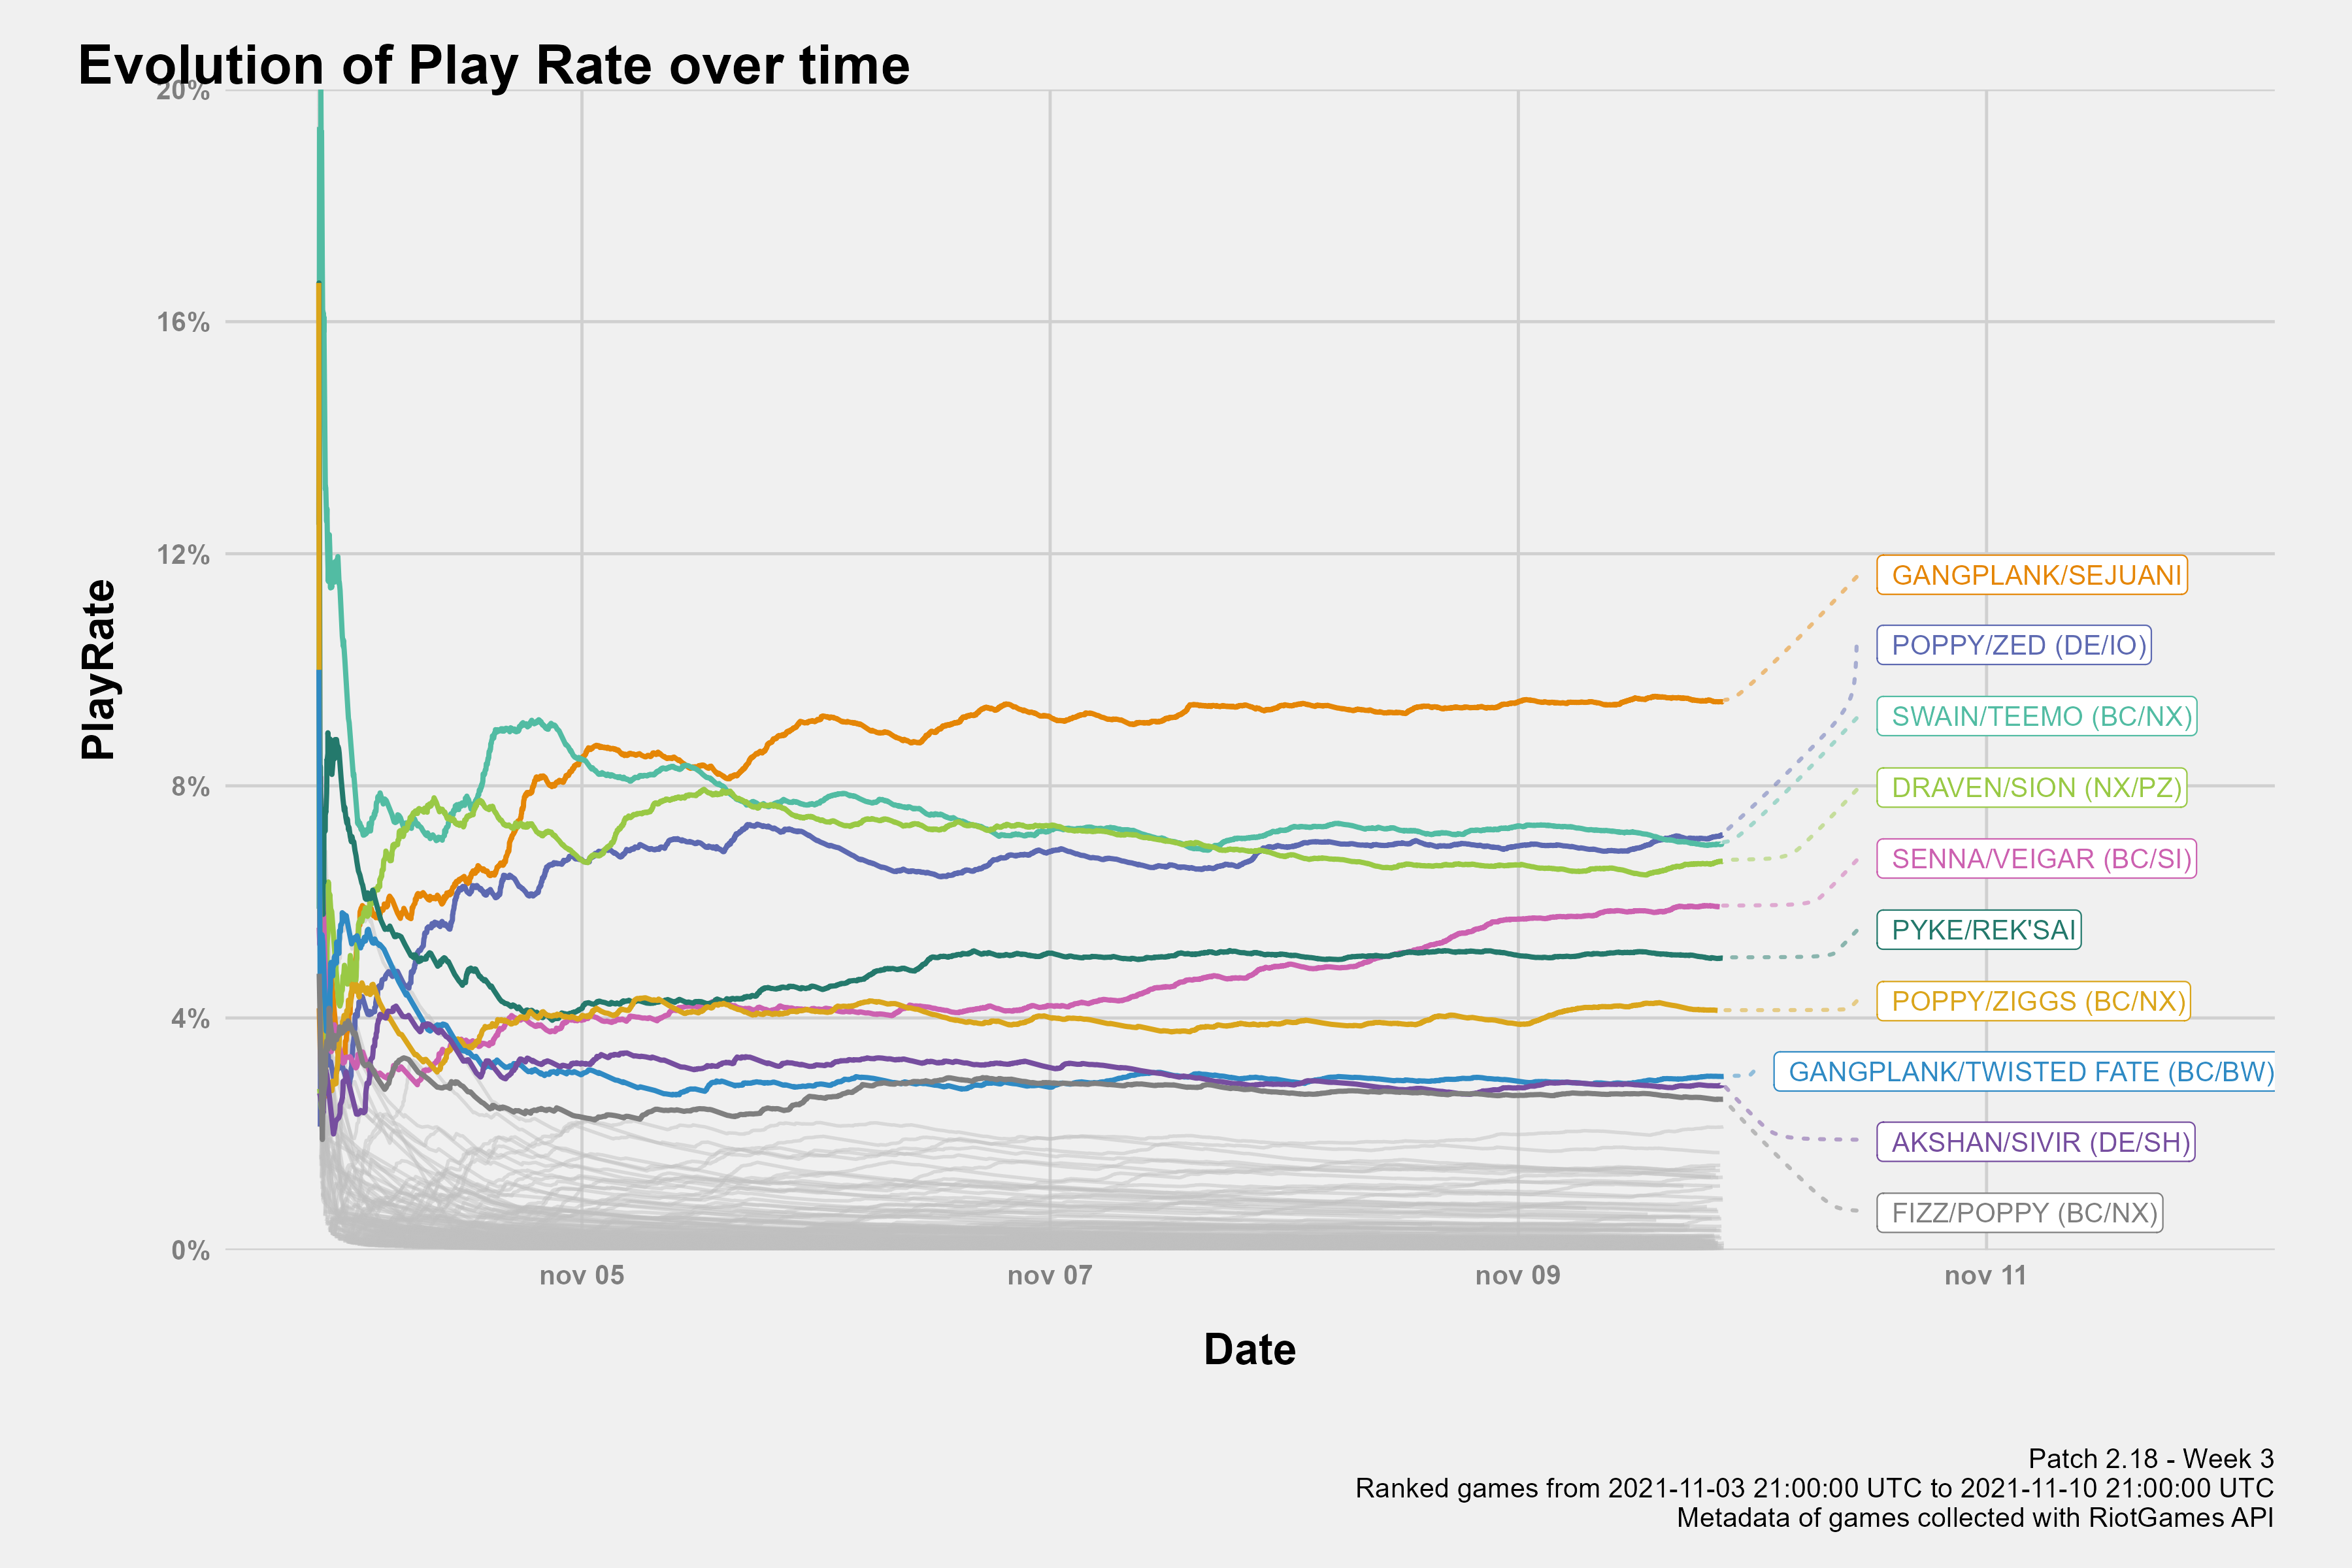 Evolution of Play Rate over time
20%
16%
12%
8%
4%
0%
PlayRate
nov 05
nov 07
nov 09
nov 11
Date
GANGPLANK/SEJUANI
POPPY/ZED (DE/IO)
SWAIN/TEEMO (BC/NX)
DRAVEN/SION (NX/PZ)
SENNA/VEIGAR (BC/SI)
PYKE/REK'SAI
POPPY/ZIGGS (BC/NX)
GANGPLANK/TWISTED FATE (BC/BW)
AKSHAN/SIVIR (DE/SH)
FIZZ/POPPY (BC/NX)
Patch 2.18 - Week 3
Ranked games from 2021-11-03 21:00:00 UTC to 2021-11-10 21:00:00 UTC
Metadata of games collected with RiotGames API